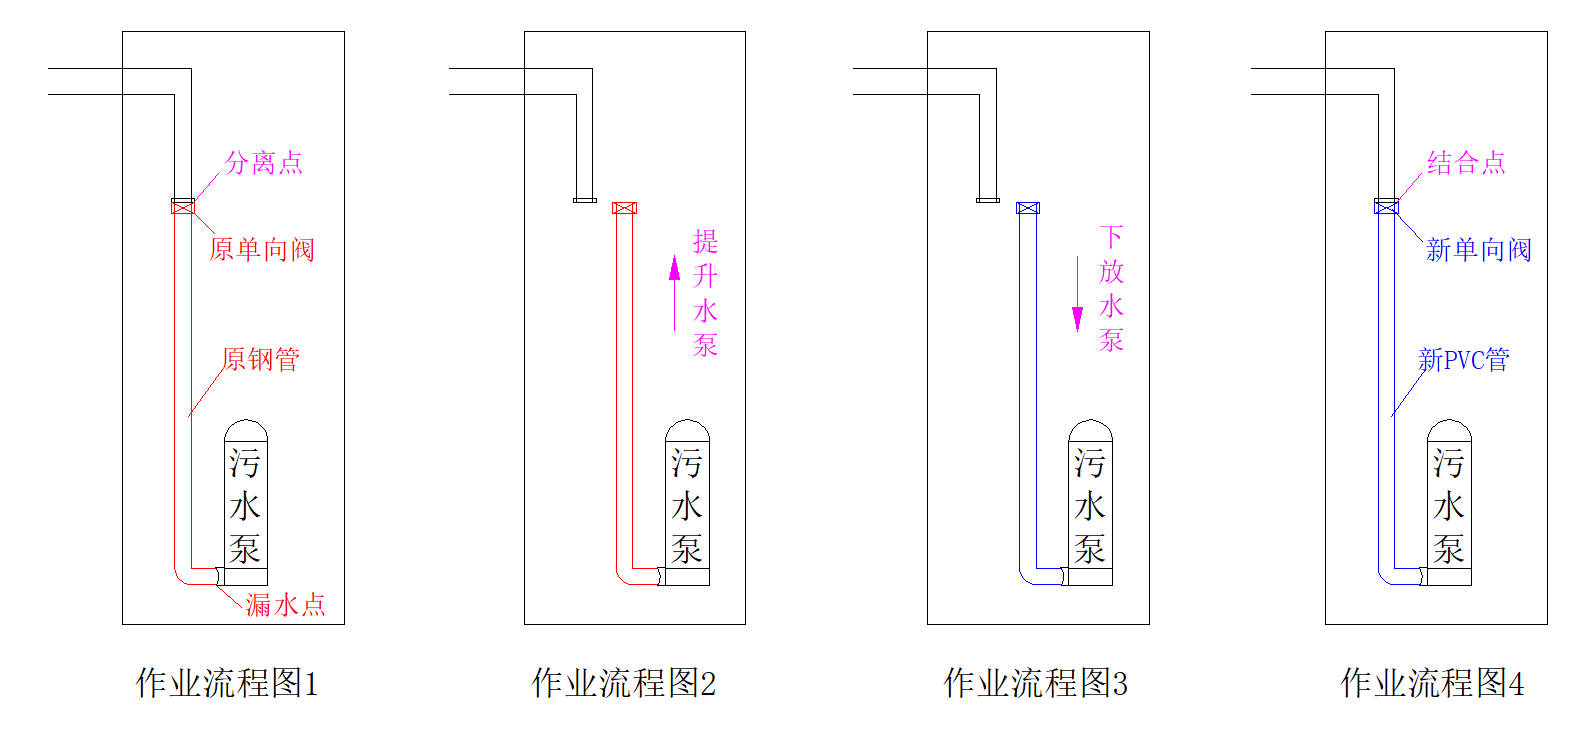 分离点
原单向阀
原钢管
污水泵
漏水点
作业流程图1
提升水泵
污水泵
作业流程图2
下放水泵
污水泵
作业流程图3
结合点
新单向阀
新PVC管
污水泵
作业流程图4